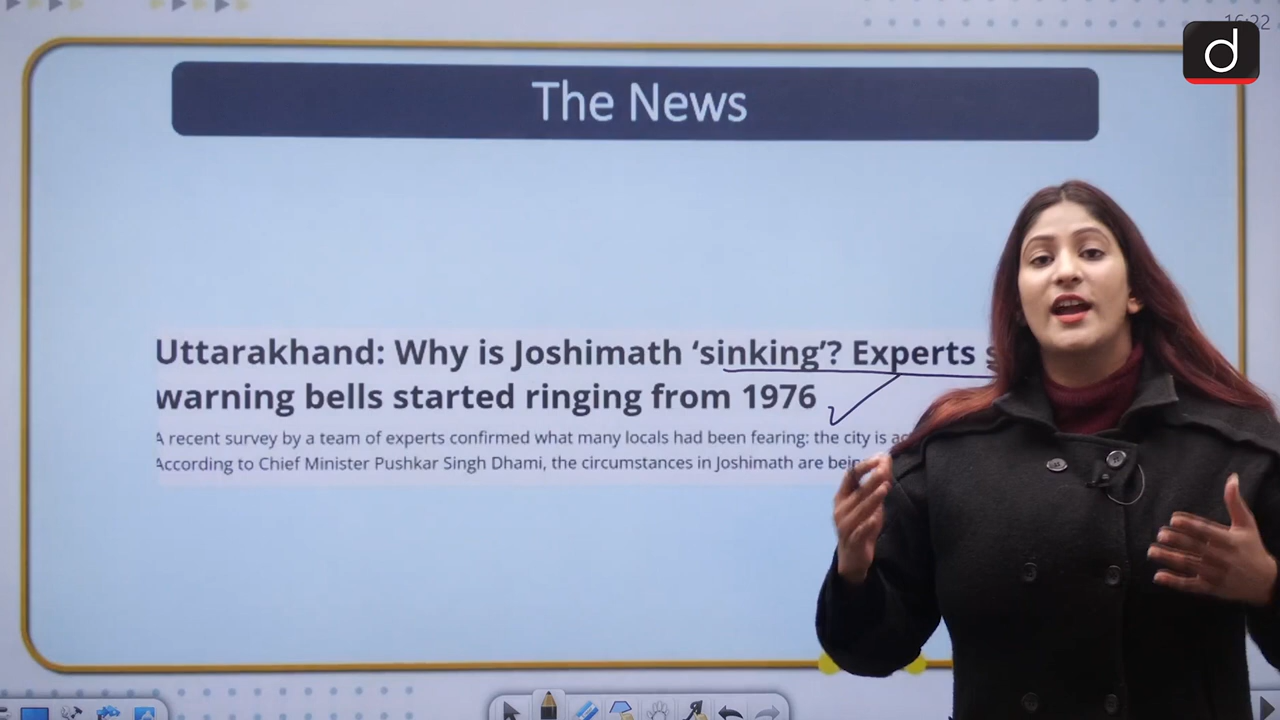 16:22
d
The News
Uttarakhand: Why is Joshimath ‘sinking’? Experts
warning bells started ringing from 1976
A recent survey by a team of experts confirmed what many locals had been fearing: the city is
According to Chief Minister Pushkar Singh Dhami, the circumstances in Joshimath are